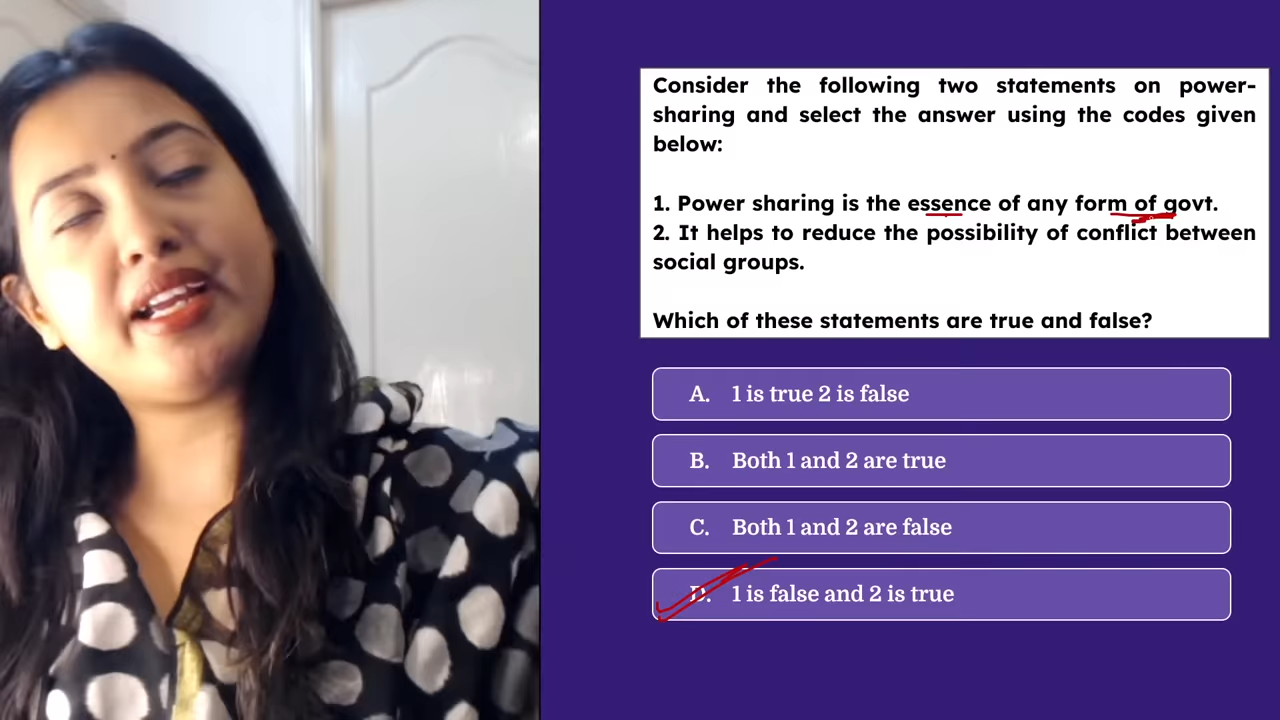 Consider the following two statements on power-
sharing and select the answer using the codes given
below:
1. Power sharing is the essence of any form of govt.
2. It helps to reduce the possibility of conflict between
social groups.
Which of these statements are true and false?
A. 1 is true 2 is false
B. Both 1 and 2 are true
C. Both 1 and 2 are false
D. 1 is false and 2 is true